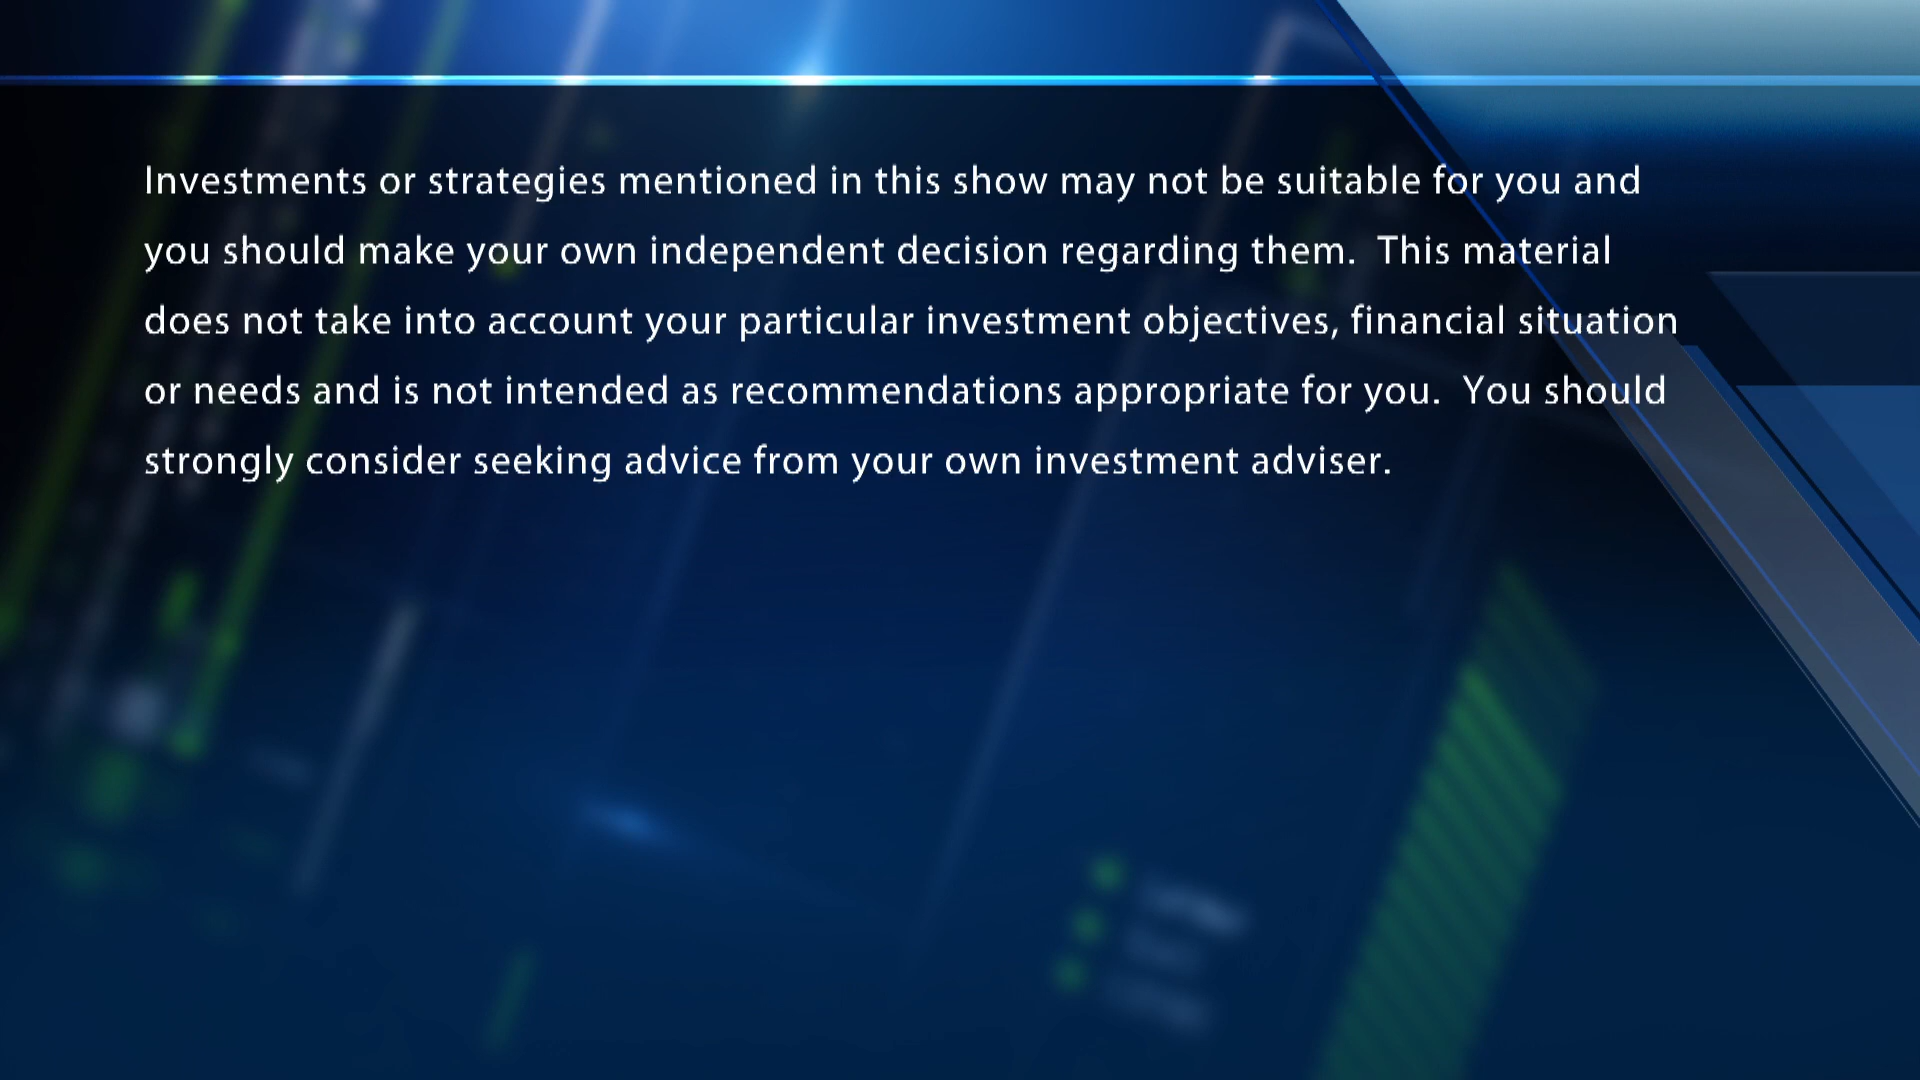 Investments or strategies mentioned in this show may not be suitable for you and
you should make your own independent decision regarding them.  This material
does not take into account your particular investment objectives, financial situation
or needs and is not intended as recommendations appropriate for you.  You should
strongly consider seeking advice from your own investment adviser.